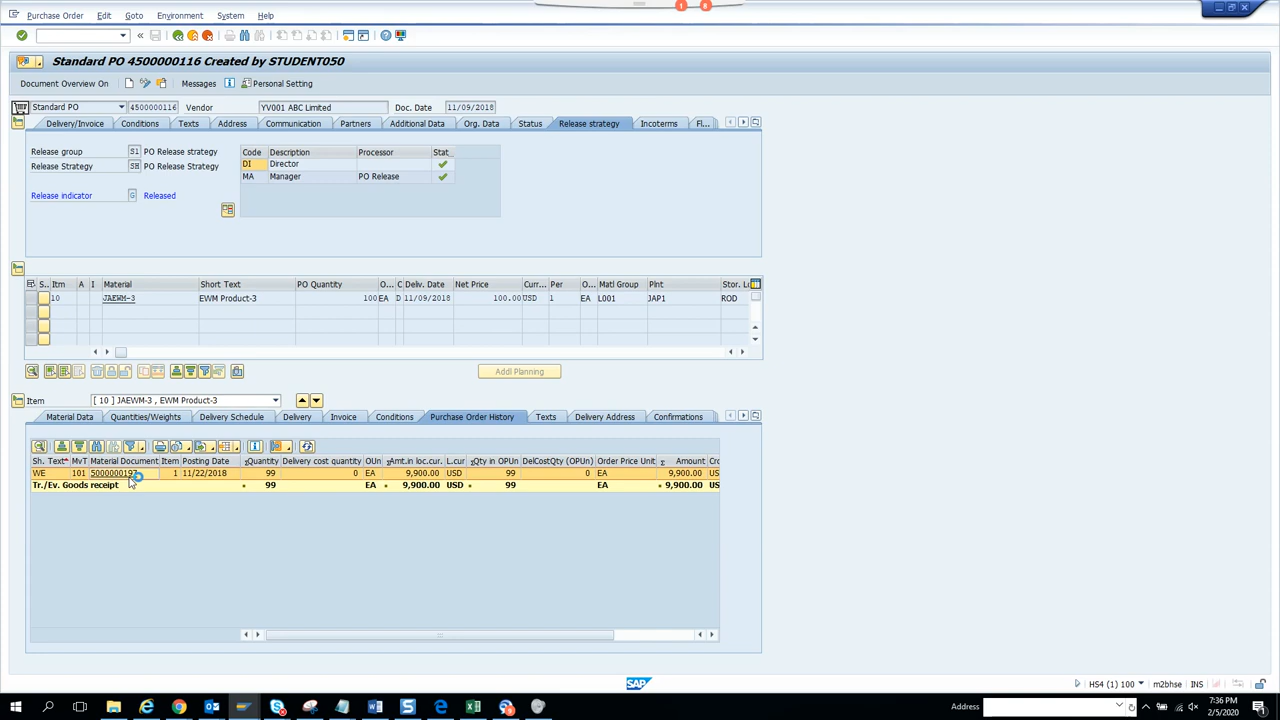 1 8
Purchase Order Edit Goto Environment System Help
Standard PO 4500000116 Created by STUDENT050
Document Overview On Messages Personal Setting
Standard PO 4500000116 Vendor YV001 ABC Limited Doc. Date 11/09/2018
Delivery/Invoice Conditions Texts Address Communication Partners Additional Data Org. Data Status Release strategy Incoterms Fl...
Release group S1 PO Release strategy Code Description Processor Stat
Release Strategy SH PO Release Strategy DI Director
MA Manager PO Release
Release indicator G Released
S.. Itm A I Material Short Text PO Quantity O... C Deliv. Date Net Price Curr... Per O... Matl Group Plnt Stor. Lo
10 JAEWM-3 EWM Product-3 100 EA D 11/09/2018 100.00 USD 1 EA L001 JAP1 ROD
Addl Planning
Item [ 10 ] JAEWM-3 , EWM Product-3
Material Data Quantities/Weights Delivery Schedule Delivery Invoice Conditions Purchase Order History Texts Delivery Address Confirmations
Sh. Text MvT Material Document Item Posting Date Quantity Delivery cost quantity OUn Amt.in loc.cur. L.cur Qty in OPUn DelCostQty (OPUn) Order Price Unit Amount Crc
WE 101 1 11/22/2018 99 0 EA 9,900.00 USD 99 0 EA 9,900.00 US
Tr./Ev. Goods receipt 99 EA 9,900.00 USD 99 EA 9,900.00 US
SAP HS4 (1) 100 m2bhse INS
Address 7:36 PM
2/5/2020